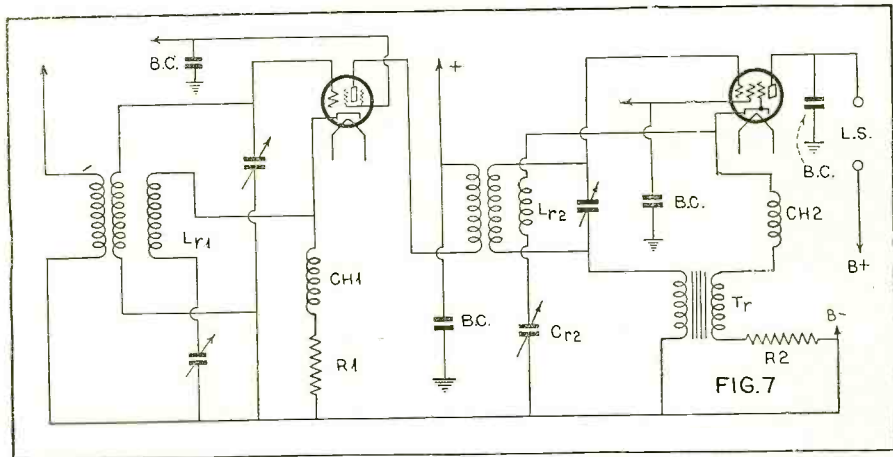 B.C.
+
L.S.
B.C.
Lr1
Lr2
B.C.
CH2
CH1
B+
B.C.
Cr2
Tr
B-
R1
R2
FIG.7